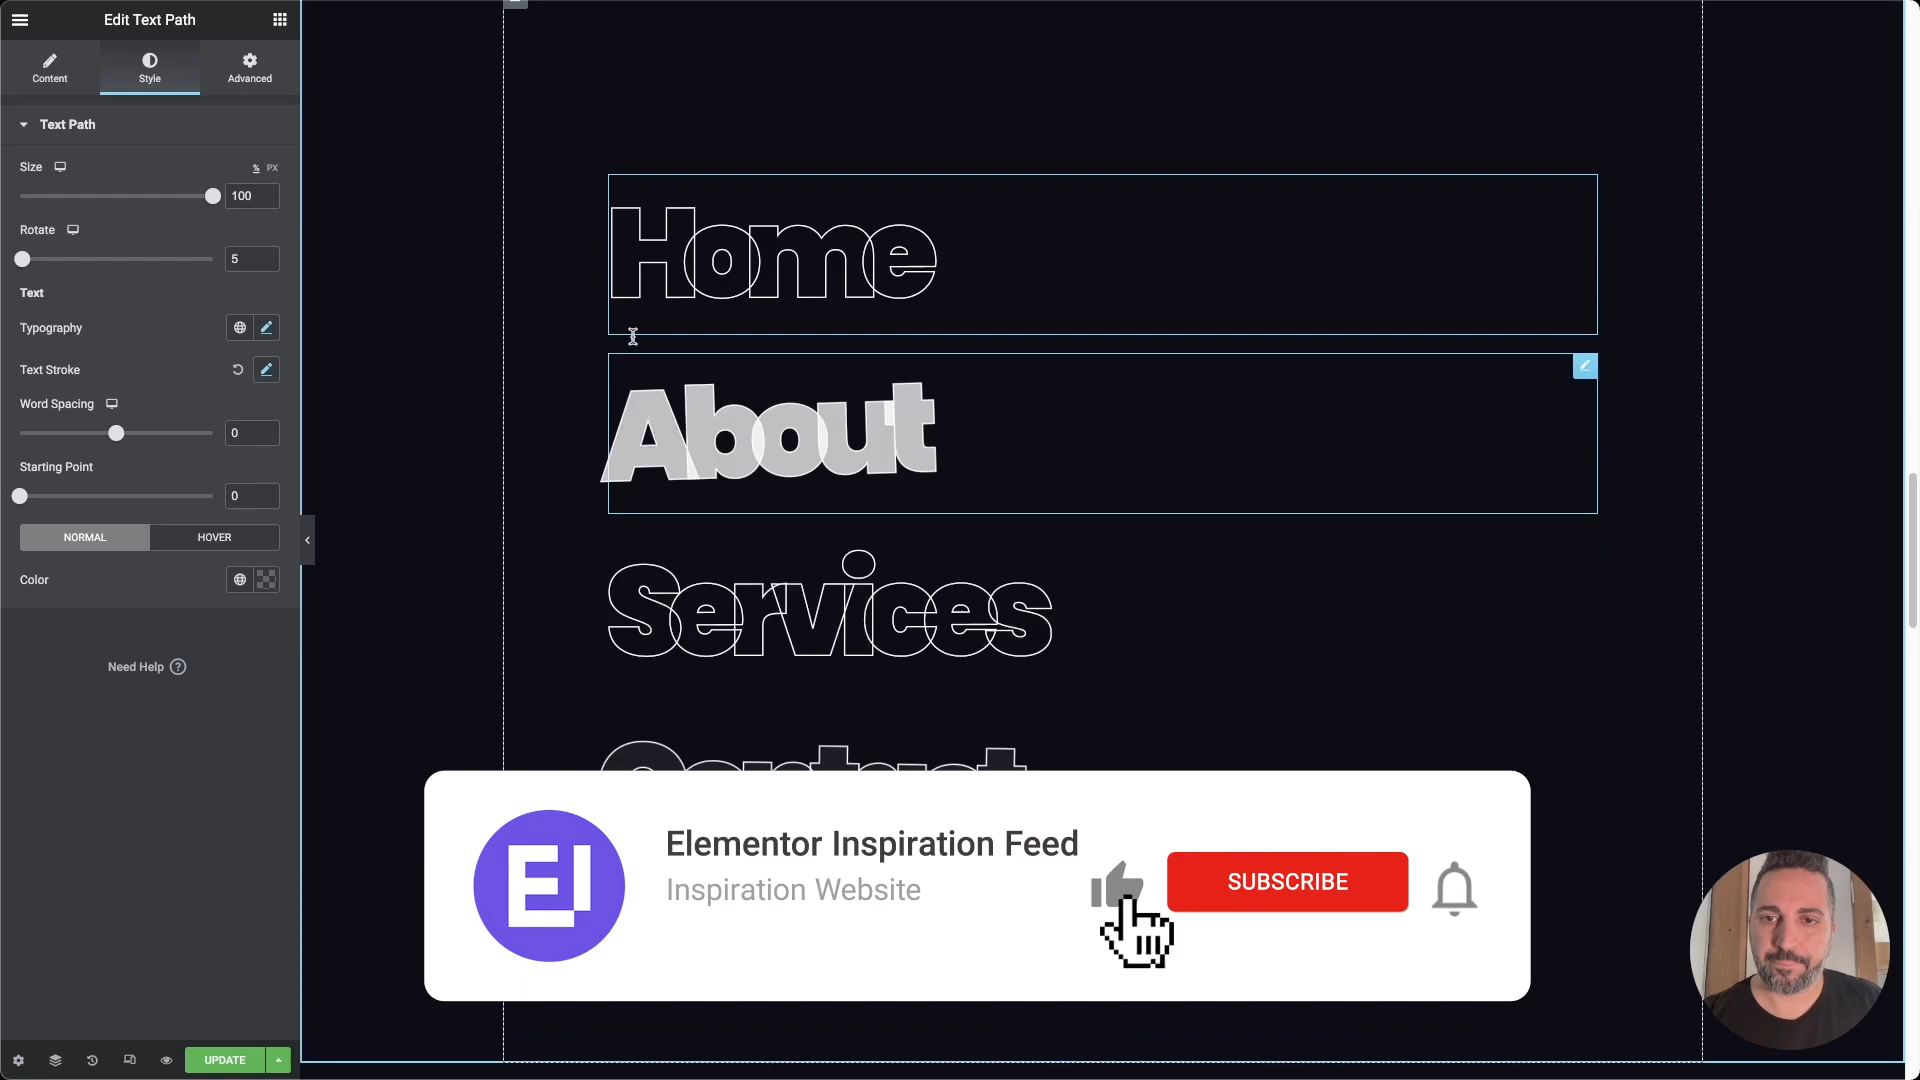 Edit Text Path
Content
Style
Advanced
Text Path
Size
% PX
100
Rotate
5
Text
Typography
Text Stroke
Word Spacing
0
Starting Point
0
NORMAL
HOVER
Color
Need Help ?
UPDATE
Home
About
Services
Contact
EI
Elementor Inspiration Feed
Inspiration Website
SUBSCRIBE